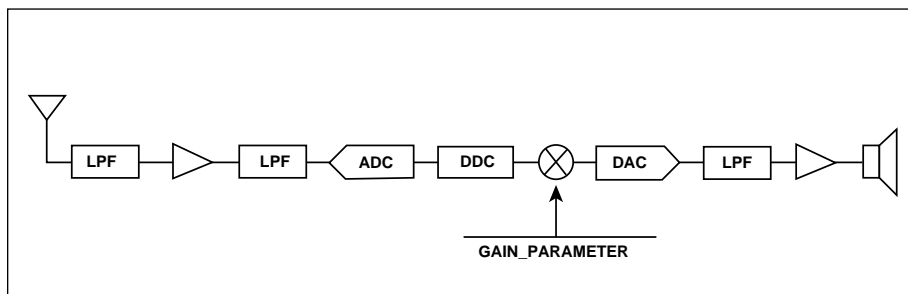 LPF
LPF
ADC
DDC
DAC
LPF
GAIN_PARAMETER